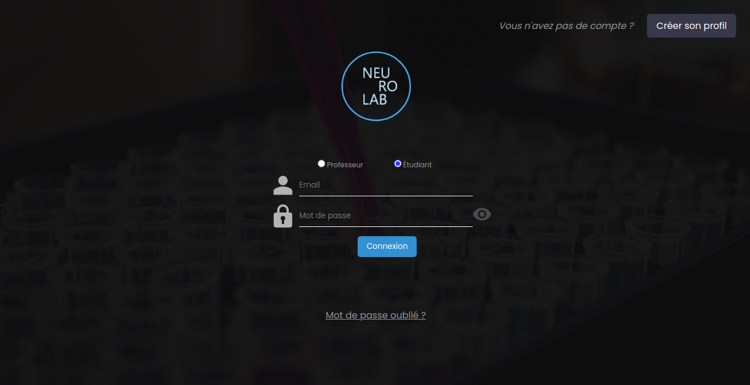 Vous n'avez pas de compte ?
Créer son profil
NEU
RO
LAB
Professeur
Étudiant
Email
Mot de passe
Connexion
Mot de passe oublié ?